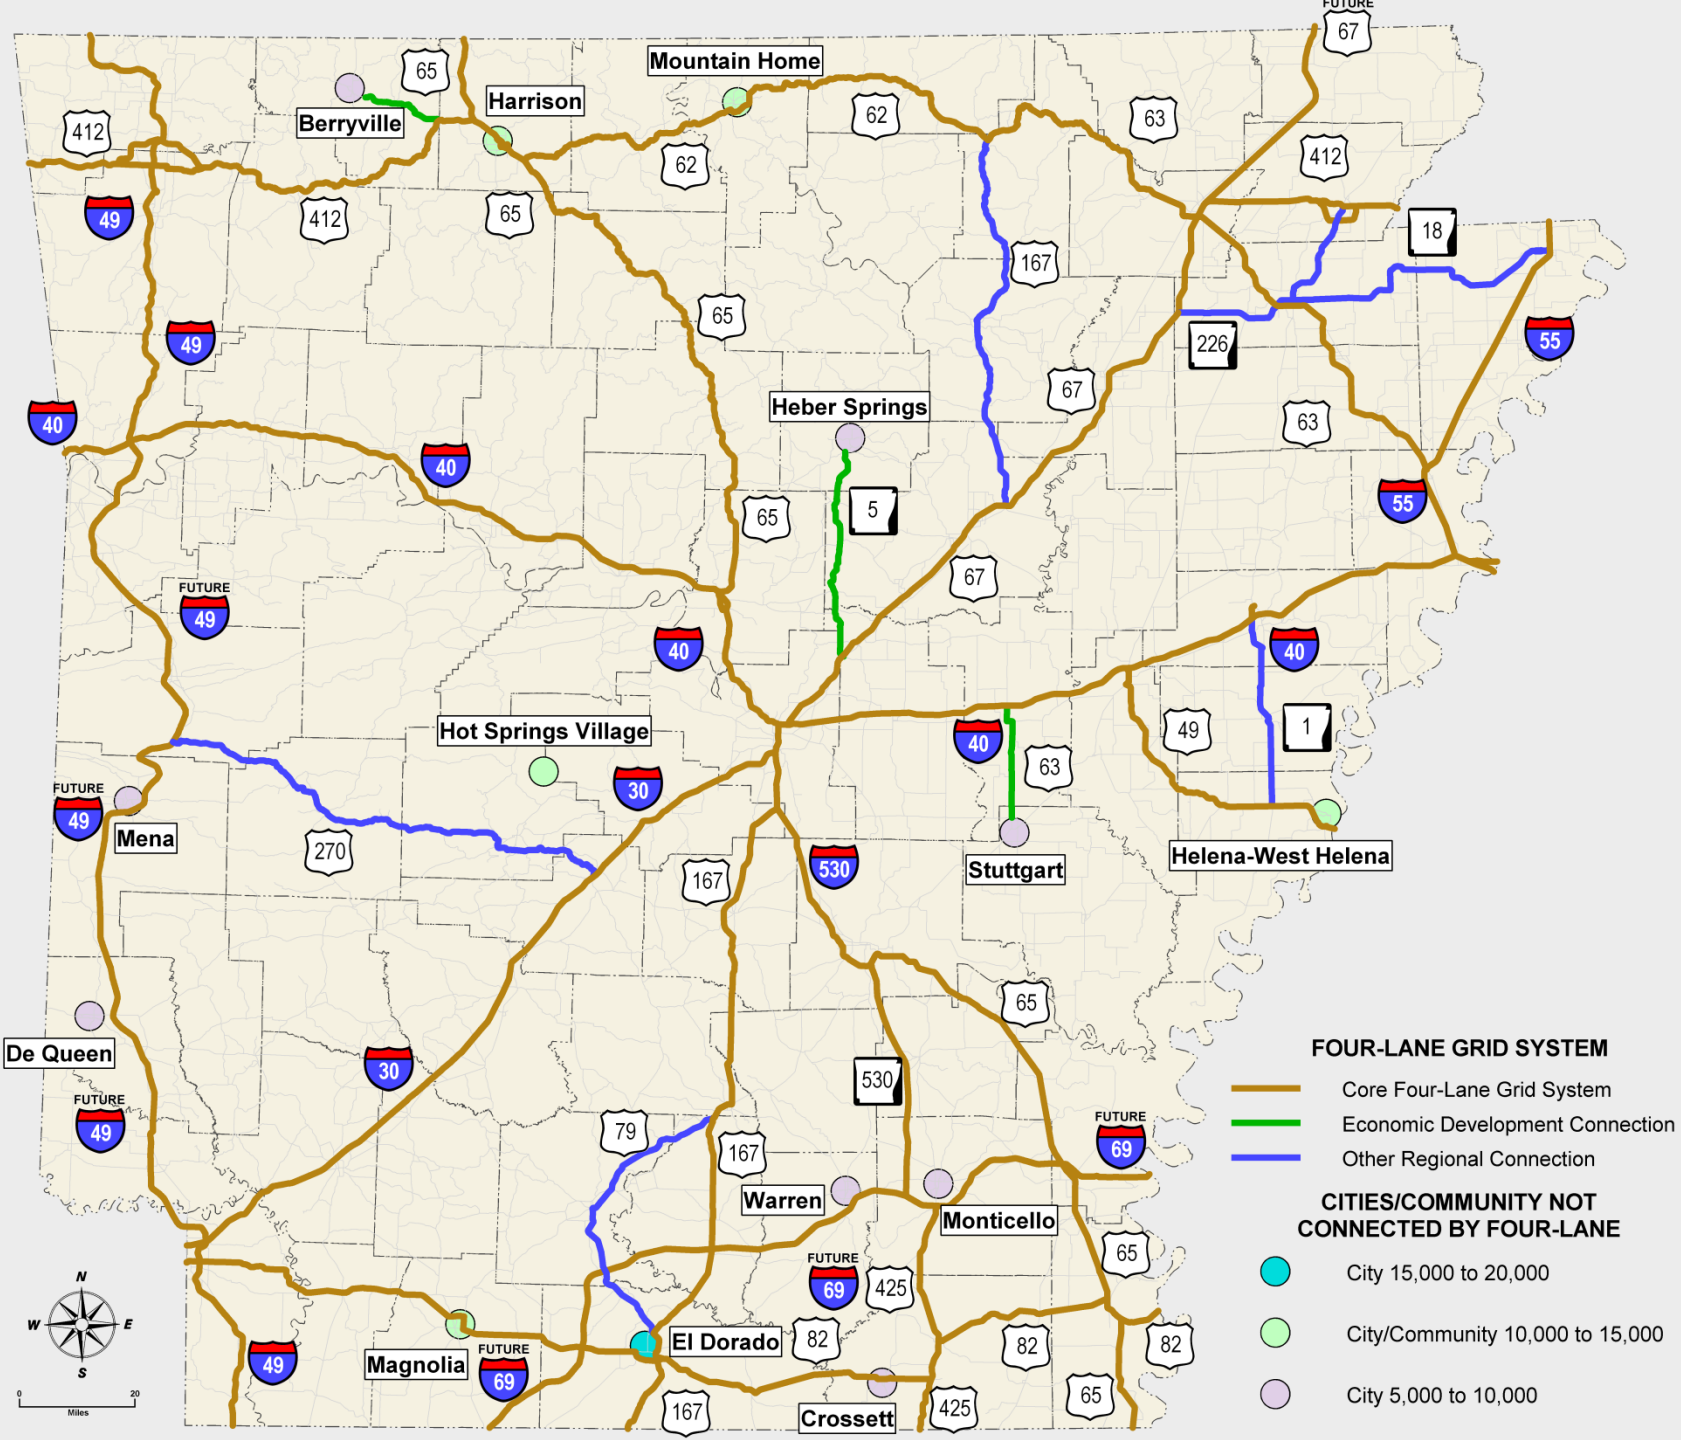 FUTURE
67
65
Mountain Home
Harrison
Berryville
412
62
63
412
62
49
412
65
18
167
65
49
226
55
67
40
Heber Springs
63
40
5
65
55
67
FUTURE
49
40
40
Hot Springs Village
49
1
40
63
30
FUTURE
49
Mena
270
530
Stuttgart
Helena-West Helena
167
65
De Queen
30
530
FUTURE
49
79
167
FUTURE
69
Warren
Monticello
65
FUTURE
69
425
82
El Dorado
82
82
Magnolia
FUTURE
69
49
Crossett
167
425
65
N
W
E
S
0
20
Miles
FOUR-LANE GRID SYSTEM
Core Four-Lane Grid System
Economic Development Connection
Other Regional Connection
CITIES/COMMUNITY NOT
CONNECTED BY FOUR-LANE
City 15,000 to 20,000
City/Community 10,000 to 15,000
City 5,000 to 10,000